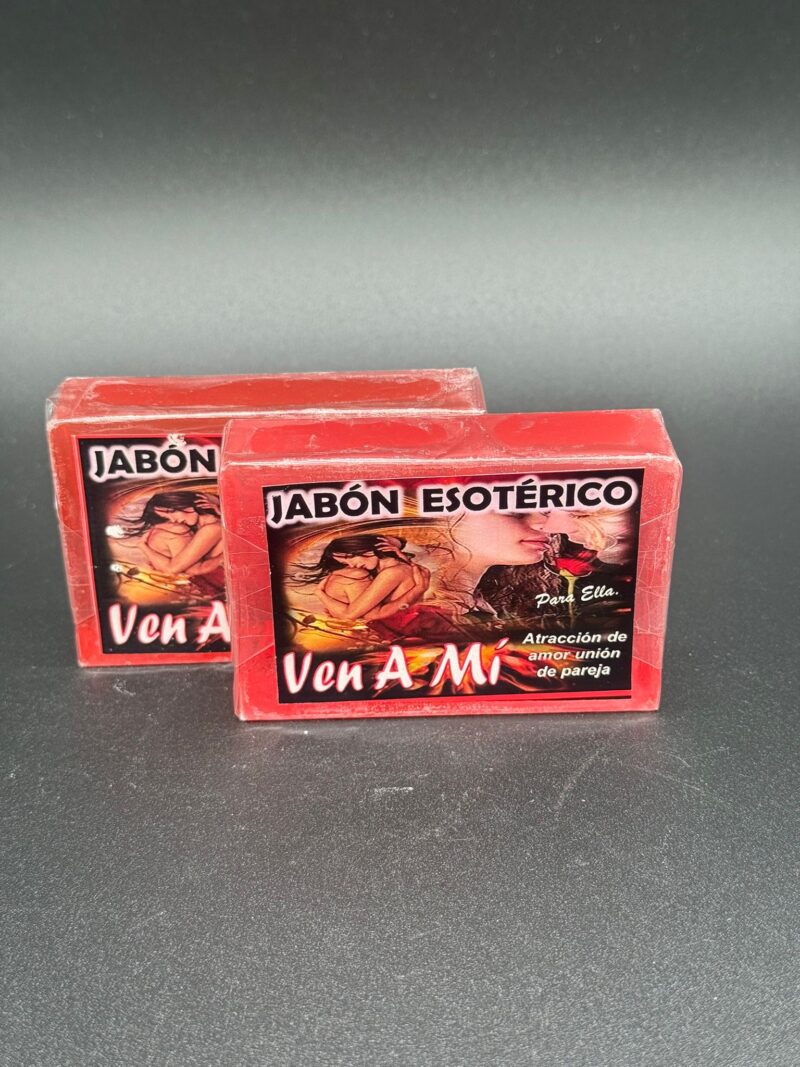 JABÓN
Ven A
JABÓN ESOTÉRICO
Para Ella.
Ven A Mí
Atracción de
amor unión
de pareja